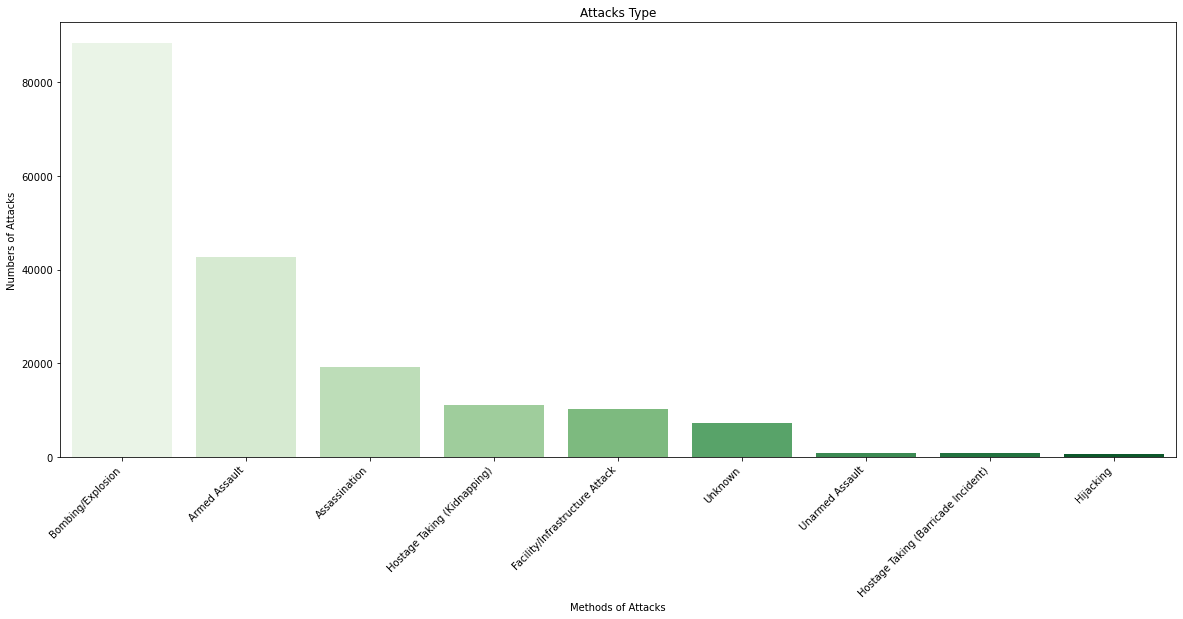 Attacks Type
Numbers of Attacks
80000
60000
40000
20000
0
Bombing/Explosion
Armed Assault
Assassination
Hostage Taking (Kidnapping)
Facility/Infrastructure Attack
Unknown
Unarmed Assault
Hostage Taking (Barricade Incident)
Hijacking
Methods of Attacks